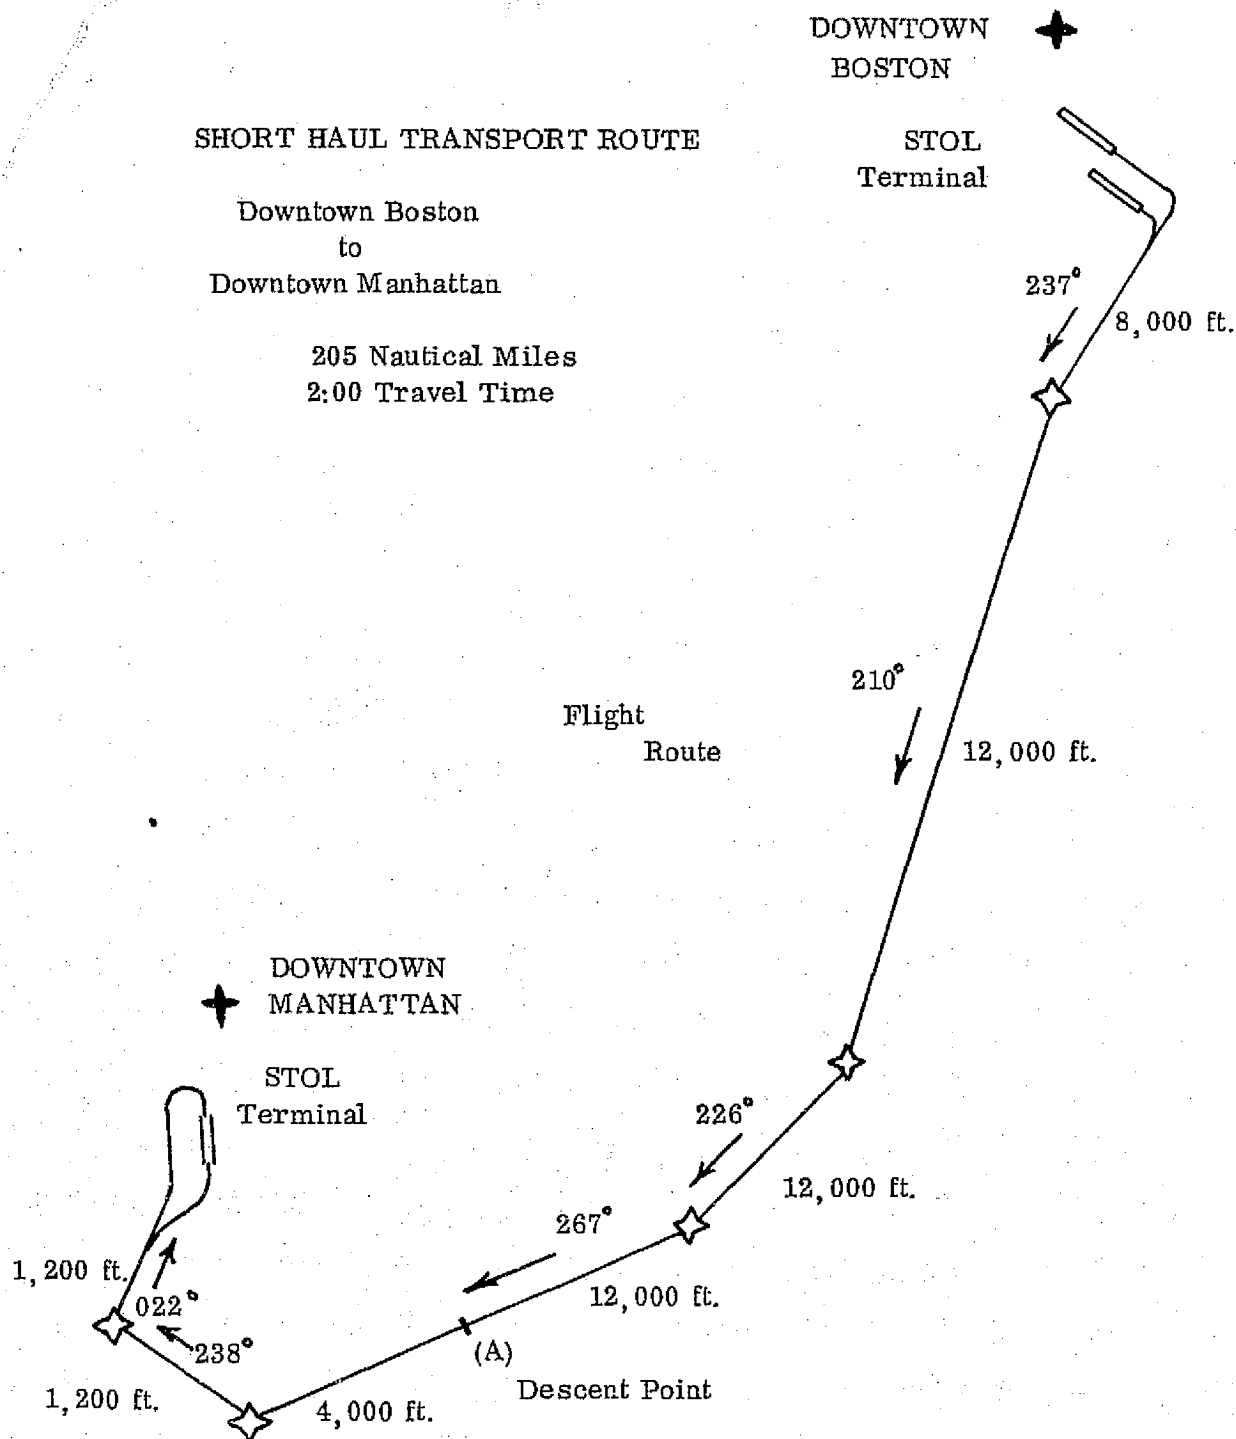 DOWNTOWN
BOSTON
SHORT HAUL TRANSPORT ROUTE
STOL
Terminal
Downtown Boston
to
Downtown Manhattan
237°
8,000 ft.
205 Nautical Miles
2:00 Travel Time
210°
Flight
Route
12,000 ft.
DOWNTOWN
MANHATTAN
STOL
Terminal
226°
12,000 ft.
267°
12,000 ft.
1,200 ft.
022°
238°
(A)
Descent Point
1,200 ft.
4,000 ft.